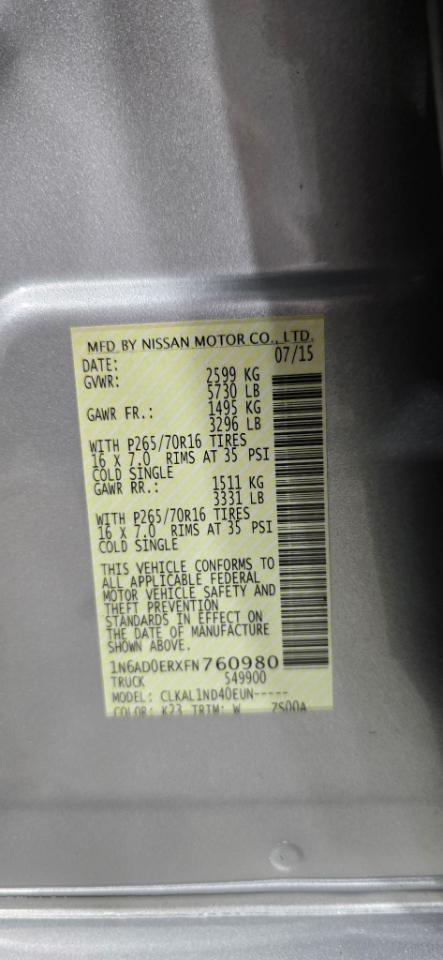 MFD BY NISSAN MOTOR CO., LTD.
DATE: 07/15
GVWR: 2599 KG
5730 LB
GAWR FR.: 1495 KG
3296 LB
WITH P265/70R16 TIRES
16 X 7.0 RIMS AT 35 PSI
COLD SINGLE
GAWR RR.: 1511 KG
3331 LB
WITH P265/70R16 TIRES
16 X 7.0 RIMS AT 35 PSI
COLD SINGLE
THIS VEHICLE CONFORMS TO
ALL APPLICABLE FEDERAL
MOTOR VEHICLE SAFETY AND
THEFT PREVENTION
STANDARDS IN EFFECT ON
THE DATE OF MANUFACTURE
SHOWN ABOVE.
1N6AD0ERXFN760980
TRUCK 549900
MODEL: CLKAL1ND40EUN-----
COLOR: K23 TRIM: W ZS00A